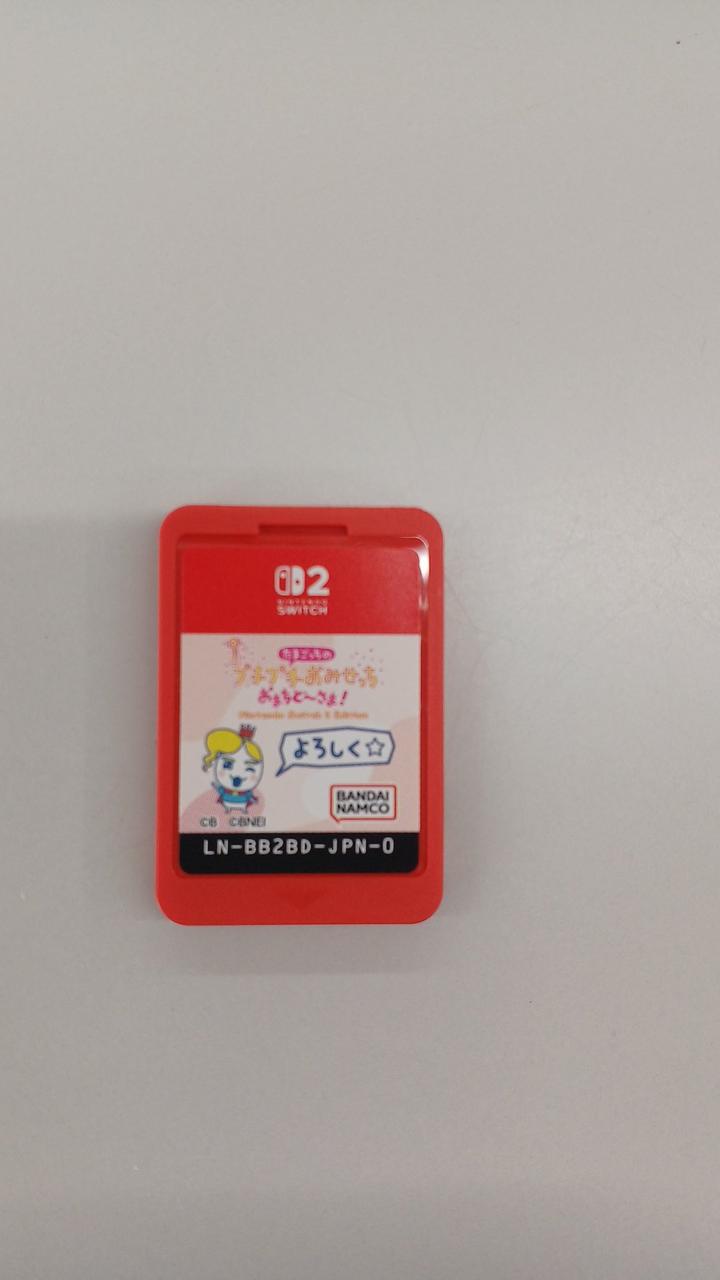 2
NINTENDO
SWITCH
たまごっちの
プチプチおみせっち
おまちど〜さま!
Nintendo Switch 2 Edition
よろしく☆
BANDAI
NAMCO
©B ©BNEI
LN-BB2BD-JPN-0